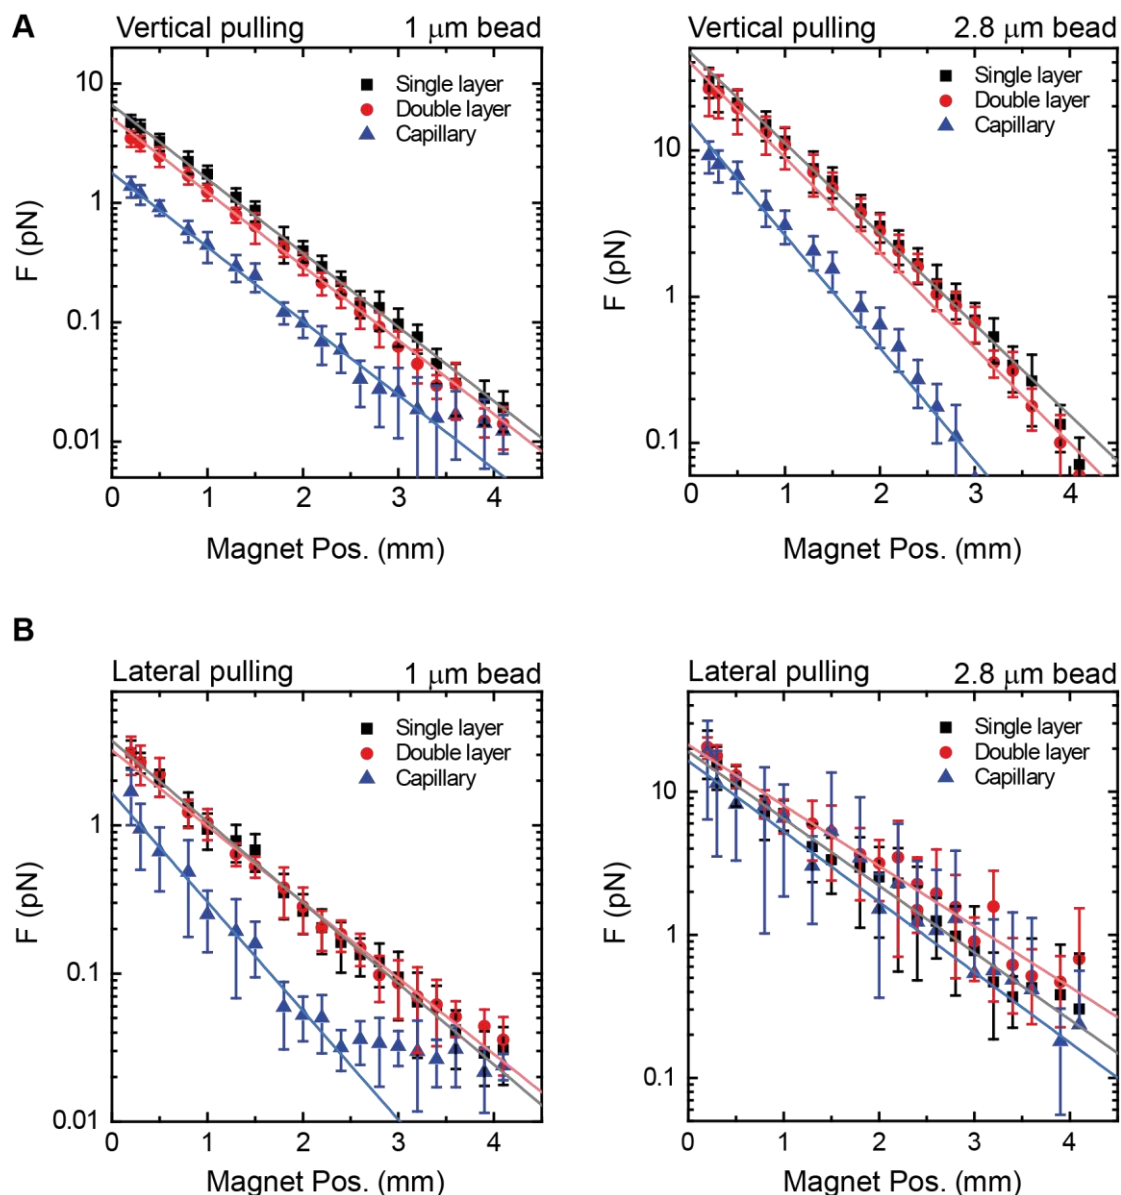 A
Vertical pulling 1 μm bead
Single layer
Double layer
Capillary
10
1
0.1
0.01
F (pN)
0 1 2 3 4
Magnet Pos. (mm)
Vertical pulling 2.8 μm bead
Single layer
Double layer
Capillary
10
1
0.1
F (pN)
0 1 2 3 4
Magnet Pos. (mm)
B
Lateral pulling 1 μm bead
Single layer
Double layer
Capillary
1
0.1
0.01
F (pN)
0 1 2 3 4
Magnet Pos. (mm)
Lateral pulling 2.8 μm bead
Single layer
Double layer
Capillary
10
1
0.1
F (pN)
0 1 2 3 4
Magnet Pos. (mm)